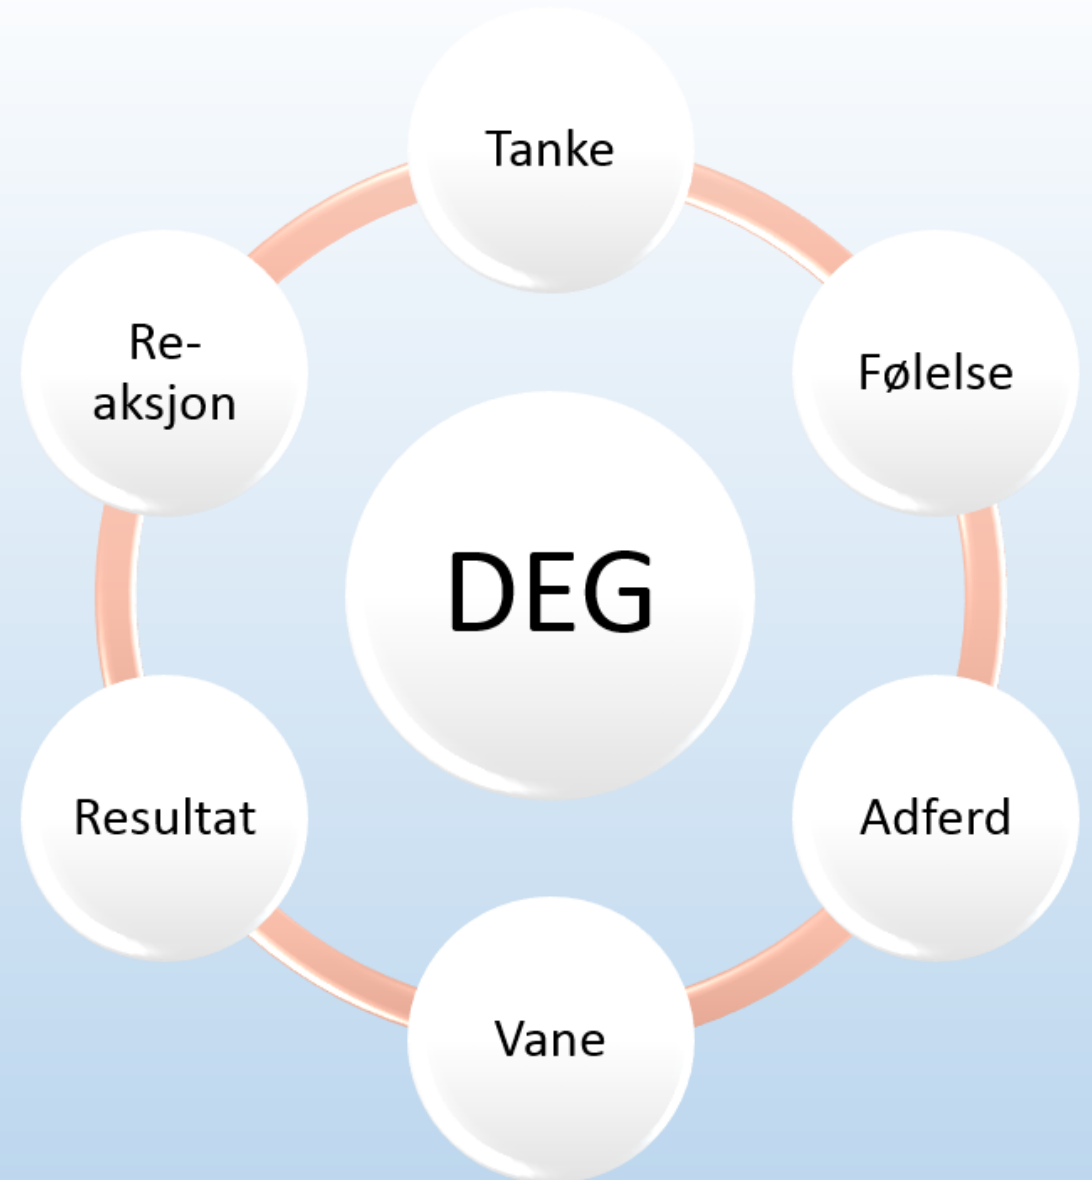 Tanke
Følelse
Adferd
Vane
Resultat
Re-
aksjon
DEG